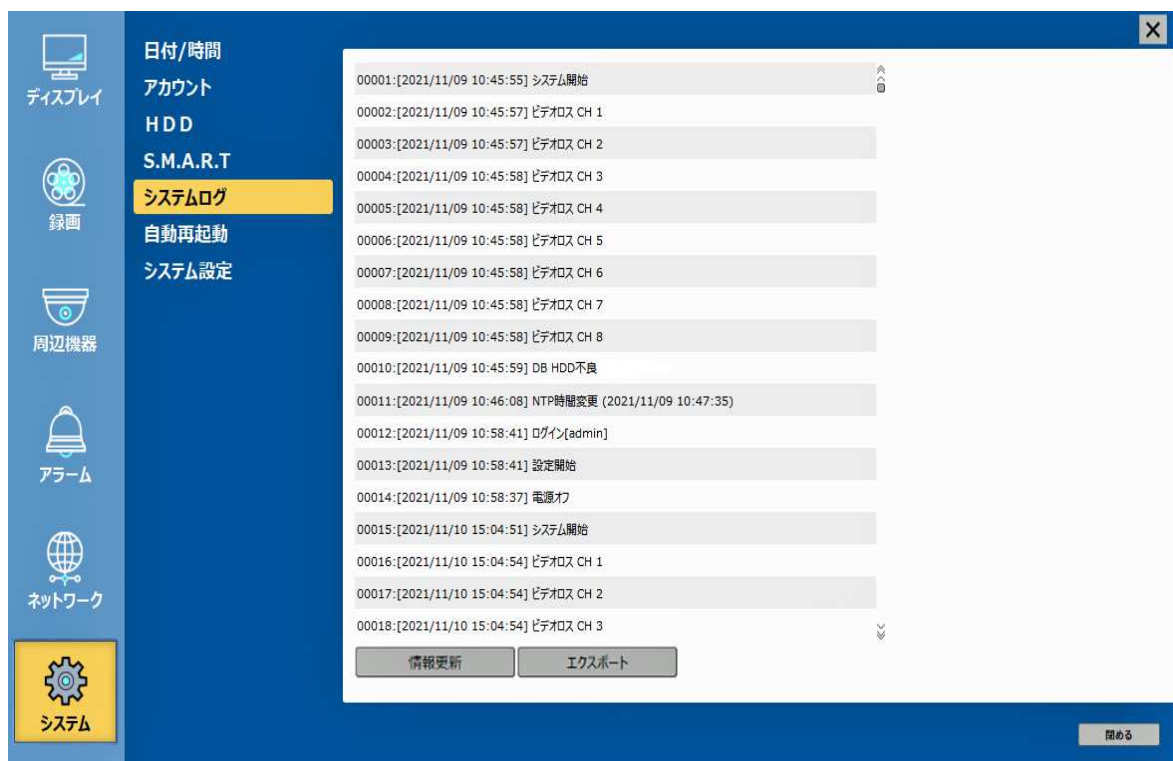 ディスプレイ
録画
周辺機器
アラーム
ネットワーク
システム
日付/時間
アカウント
HDD
S.M.A.R.T
システムログ
自動再起動
システム設定
00001:[2021/11/09 10:45:55] システム開始
00002:[2021/11/09 10:45:57] ビデオロス CH 1
00003:[2021/11/09 10:45:57] ビデオロス CH 2
00004:[2021/11/09 10:45:58] ビデオロス CH 3
00005:[2021/11/09 10:45:58] ビデオロス CH 4
00006:[2021/11/09 10:45:58] ビデオロス CH 5
00007:[2021/11/09 10:45:58] ビデオロス CH 6
00008:[2021/11/09 10:45:58] ビデオロス CH 7
00009:[2021/11/09 10:45:58] ビデオロス CH 8
00010:[2021/11/09 10:45:59] DB HDD不良
00011:[2021/11/09 10:46:08] NTP時間変更 (2021/11/09 10:47:35)
00012:[2021/11/09 10:58:41] ログイン[admin]
00013:[2021/11/09 10:58:41] 設定開始
00014:[2021/11/09 10:58:37] 電源オフ
00015:[2021/11/10 15:04:51] システム開始
00016:[2021/11/10 15:04:54] ビデオロス CH 1
00017:[2021/11/10 15:04:54] ビデオロス CH 2
00018:[2021/11/10 15:04:54] ビデオロス CH 3
情報更新
エクスポート
閉める